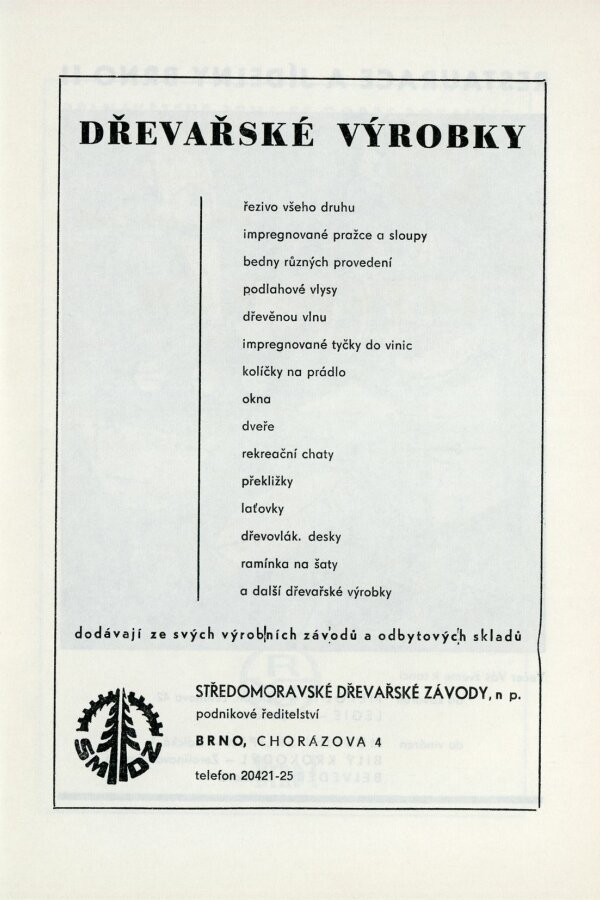 DŘEVAŘSKÉ VÝROBKY
řezivo všeho druhu
impregnované pražce a sloupy
bedny různých provedení
podlahové vlysy
dřevěnou vlnu
impregnované tyčky do vinic
kolíčky na prádlo
okna
dveře
rekreační chaty
překližky
laťovky
dřevovlák. desky
ramínka na šaty
a další dřevařské výrobky
dodávají ze svých výrobních závodů a odbytových skladů
STŘEDOMORAVSKÉ DŘEVAŘSKÉ ZÁVODY, n p.
podnikové ředitelství
BRNO, CHORÁZOVA 4
telefon 20421-25
SMDZ